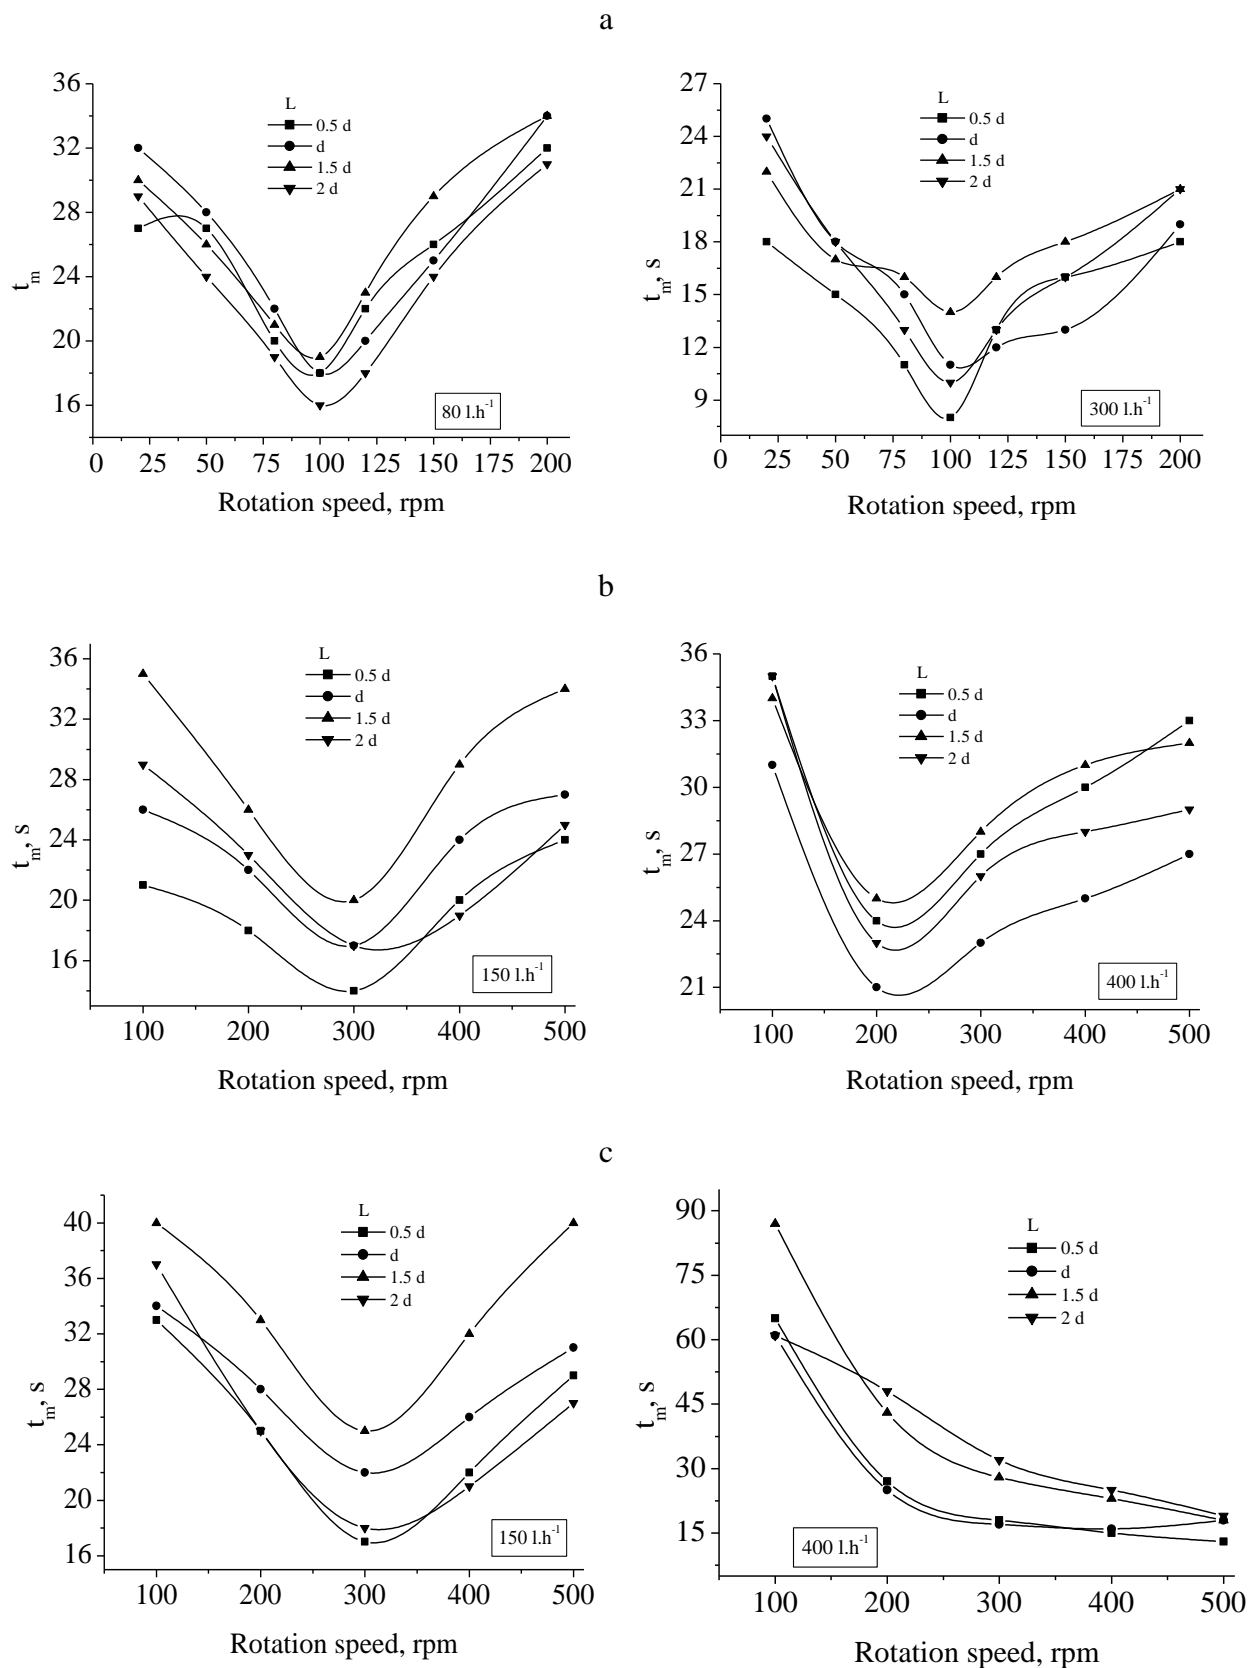 a
36
32
28
24
20
16
t_m
L
0.5 d
d
1.5 d
2 d
80 l.h⁻¹
0 25 50 75 100 125 150 175 200
Rotation speed, rpm
27
24
21
18
15
12
9
t_m, s
L
0.5 d
d
1.5 d
2 d
300 l.h⁻¹
0 25 50 75 100 125 150 175 200
Rotation speed, rpm
b
36
32
28
24
20
16
t_m, s
L
0.5 d
d
1.5 d
2 d
150 l.h⁻¹
100 200 300 400 500
Rotation speed, rpm
36
33
30
27
24
21
t_m, s
L
0.5 d
d
1.5 d
2 d
400 l.h⁻¹
100 200 300 400 500
Rotation speed, rpm
c
40
36
32
28
24
20
16
t_m, s
L
0.5 d
d
1.5 d
2 d
150 l.h⁻¹
100 200 300 400 500
Rotation speed, rpm
90
75
60
45
30
15
t_m, s
L
0.5 d
d
1.5 d
2 d
400 l.h⁻¹
100 200 300 400 500
Rotation speed, rpm